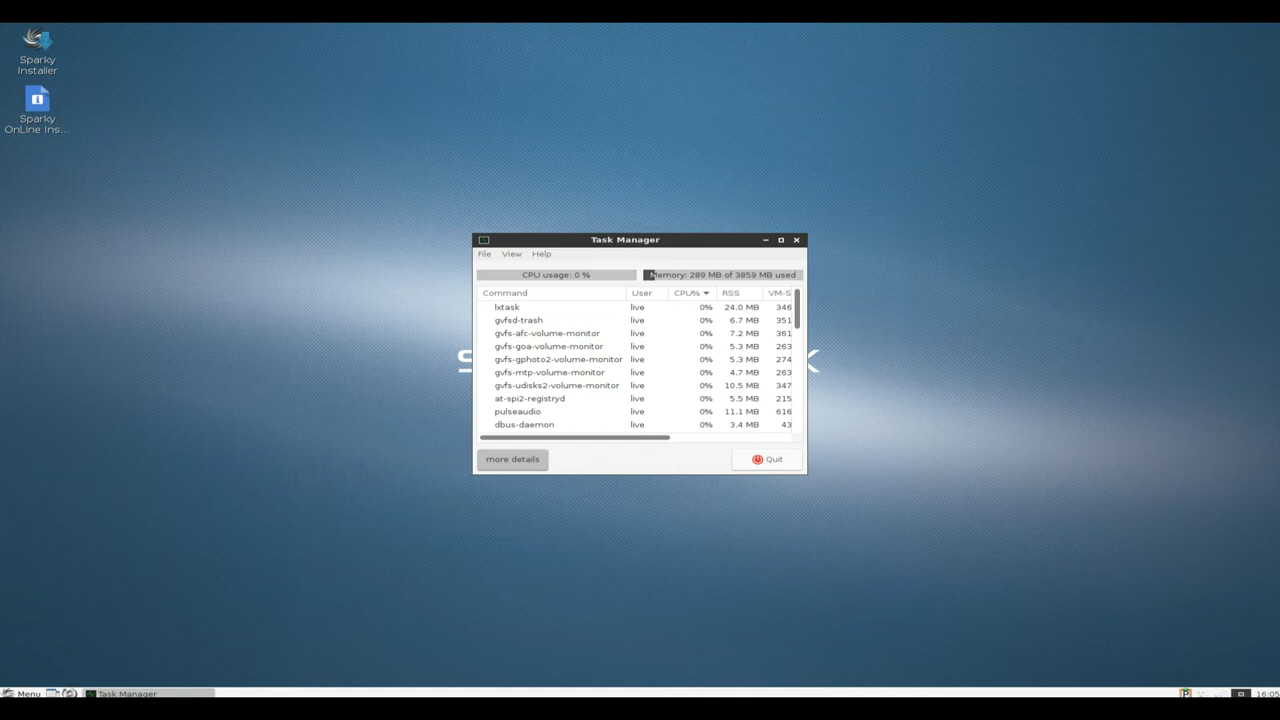 Sparky
Installer
Sparky
OnLine Ins...
Task Manager
File View Help
CPU usage: 0 %
Memory: 289 MB of 3859 MB used
Command User CPU% RSS VM-S
lxtask live 0% 24.0 MB 346
gvfsd-trash live 0% 6.7 MB 351
gvfs-afc-volume-monitor live 0% 7.2 MB 361
gvfs-goa-volume-monitor live 0% 5.3 MB 263
gvfs-gphoto2-volume-monitor live 0% 5.3 MB 274
gvfs-mtp-volume-monitor live 0% 4.7 MB 263
gvfs-udisks2-volume-monitor live 0% 10.5 MB 347
at-spi2-registryd live 0% 5.5 MB 215
pulseaudio live 0% 11.1 MB 616
dbus-daemon live 0% 3.4 MB 43
more details
Quit
S K
Menu
Task Manager
16:05